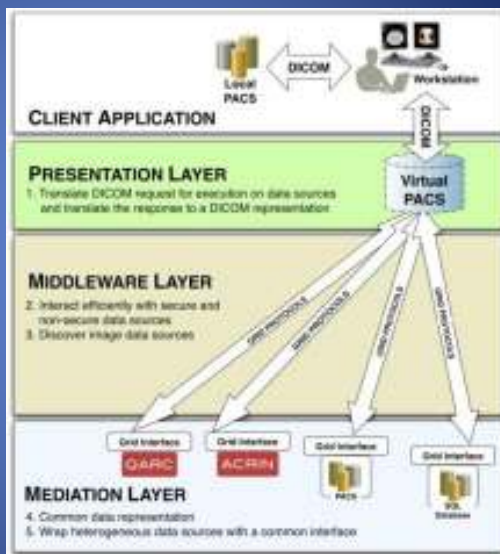 DICOM
Local
PACS
Workstation
DICOM
CLIENT APPLICATION
PRESENTATION LAYER
1. Translate DICOM request for execution on data sources
and translate the response to a DICOM representation
Virtual
PACS
MIDDLEWARE LAYER
2. Interact efficiently with secure and
non-secure data sources
3. Discover image data sources
GRID PROTOCOLS
GRID PROTOCOLS
GRID PROTOCOLS
GRID PROTOCOLS
Grid Interface
QARC
Grid Interface
ACRIN
Grid Interface
PACS
Grid Interface
SQL
Database
MEDIATION LAYER
4. Common data representation
5. Wrap heterogeneous data sources with a common interface